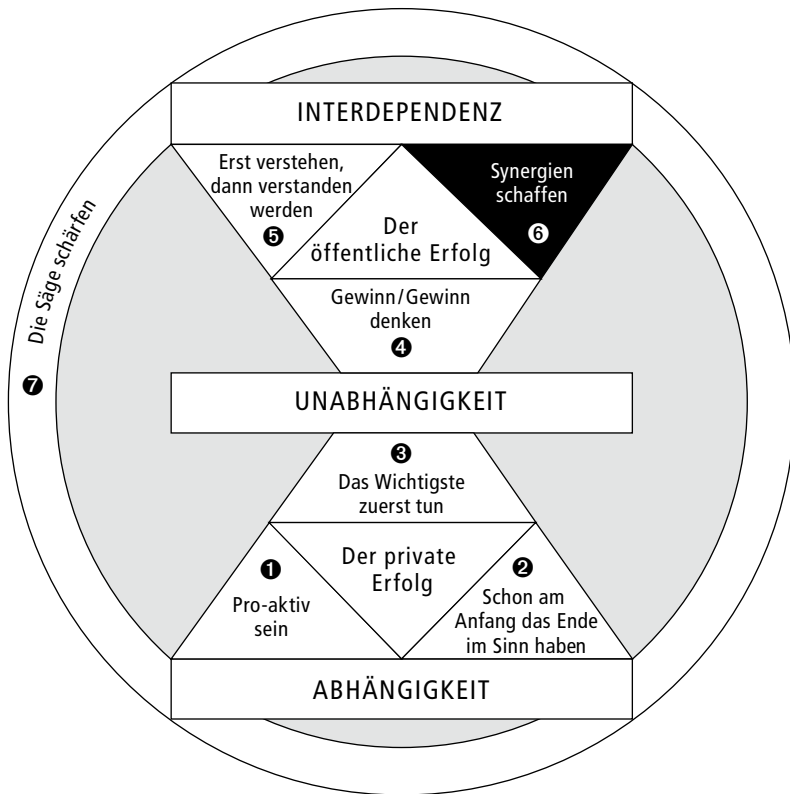 INTERDEPENDENZ
Erst verstehen,
dann verstanden
werden
❺
Synergien
schaffen
❻
Der
öffentliche Erfolg
Gewinn/Gewinn
denken
❹
Die Säge schärfen
❼
UNABHÄNGIGKEIT
❸
Das Wichtigste
zuerst tun
❶
Pro-aktiv
sein
Der private
Erfolg
❷
Schon am
Anfang das Ende
im Sinn haben
ABHÄNGIGKEIT